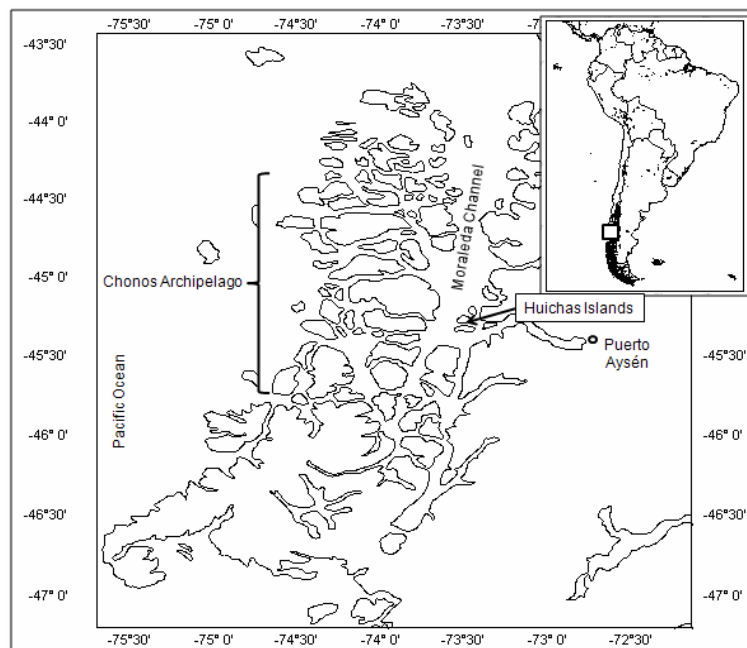 -75°30' -75° 0' -74°30' -74° 0' -73°30'
-43°30'
-44° 0'
-44°30'
Moraleda Channel
-45° 0'
Chonos Archipelago
Huichas Islands
Puerto
Aysén
-45°30' -45°30'
Pacific Ocean
-46° 0' -46° 0'
-46°30' -46°30'
-47° 0' -47° 0'
-75°30' -75° 0' -74°30' -74° 0' -73°30' -73° 0' -72°30'